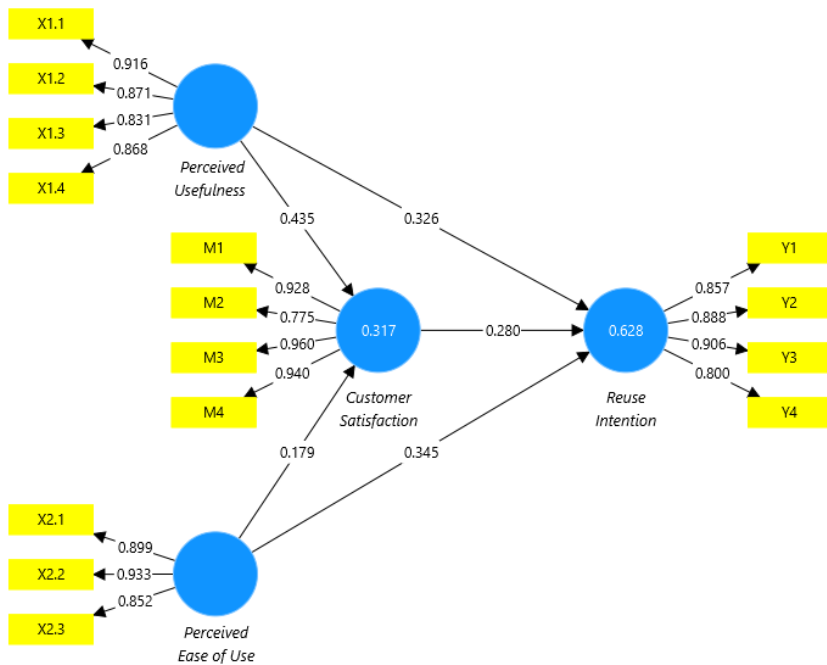 X1.1
0.916
X1.2
0.871
X1.3
0.831
0.868
X1.4
Perceived
Usefulness
0.435
0.326
M1
0.928
M2
0.775
M3
0.960
0.940
M4
0.317
Customer
Satisfaction
0.280
0.628
Reuse
Intention
Y1
0.857
Y2
0.888
0.906
Y3
0.800
Y4
0.179
0.345
X2.1
0.899
X2.2
0.933
0.852
X2.3
Perceived
Ease of Use